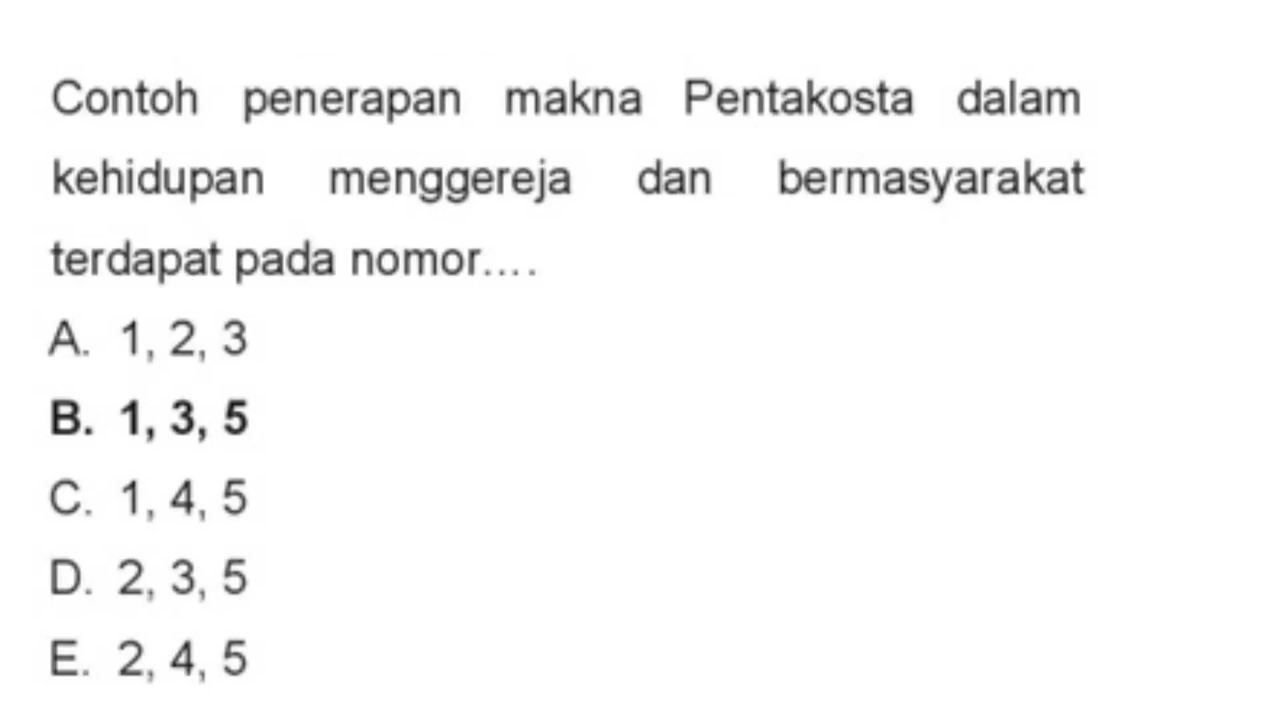 Contoh penerapan makna Pentakosta dalam
kehidupan menggereja dan bermasyarakat
terdapat pada nomor....
A. 1, 2, 3
B. 1, 3, 5
C. 1, 4, 5
D. 2, 3, 5
E. 2, 4, 5